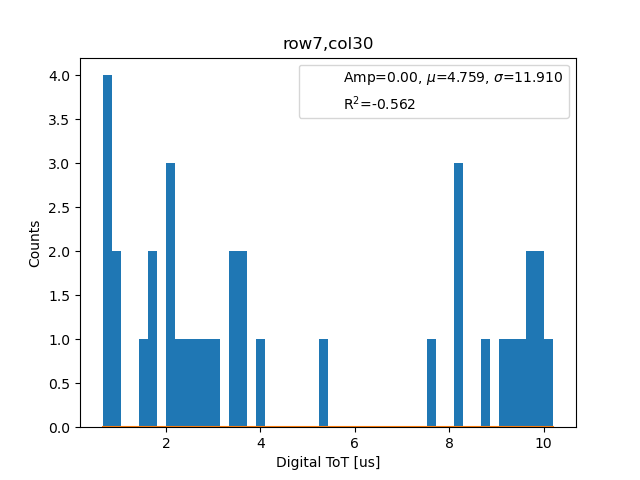 row7,col30
Amp=0.00, μ=4.759, σ=11.910
R²=-0.562
4.0
3.5
3.0
2.5
2.0
1.5
1.0
0.5
0.0
Counts
2 4 6 8 10
Digital ToT [us]